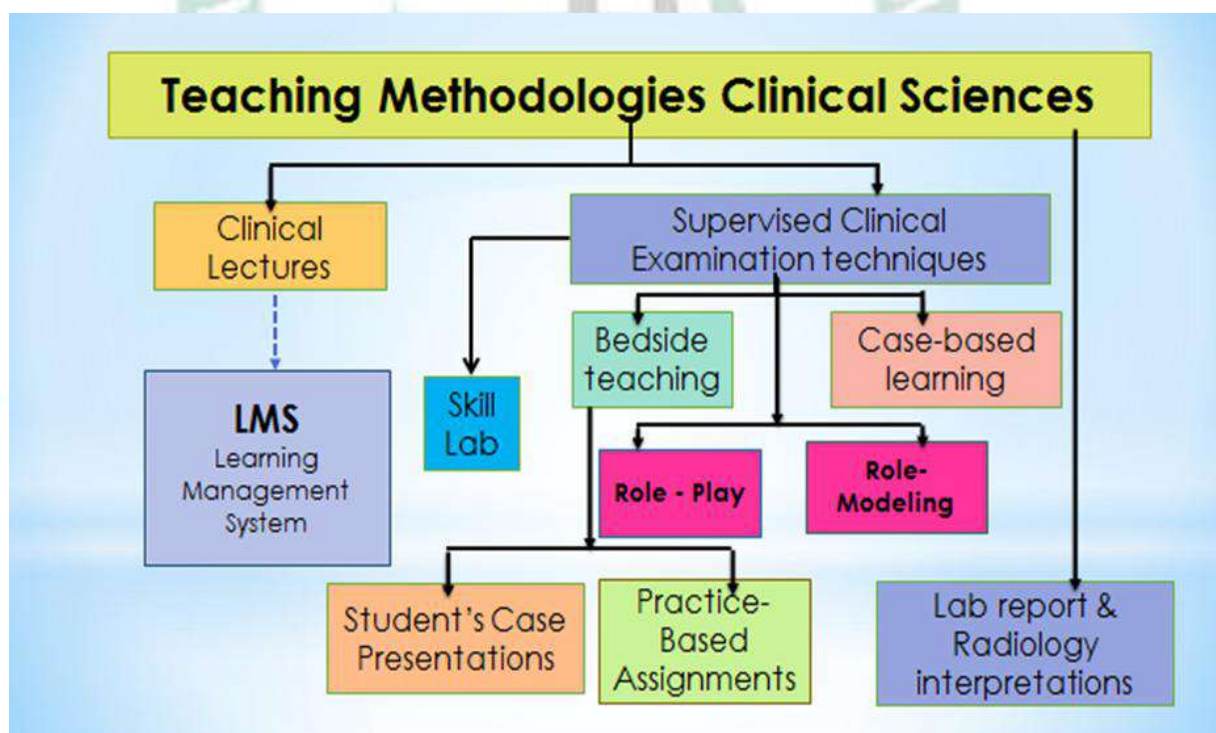 Teaching Methodologies Clinical Sciences
Clinical
Lectures
Supervised Clinical
Examination techniques
Bedside
teaching
Case-based
learning
LMS
Learning
Management
System
Skill
Lab
Role - Play
Role-
Modeling
Student’s Case
Presentations
Practice-
Based
Assignments
Lab report &
Radiology
interpretations